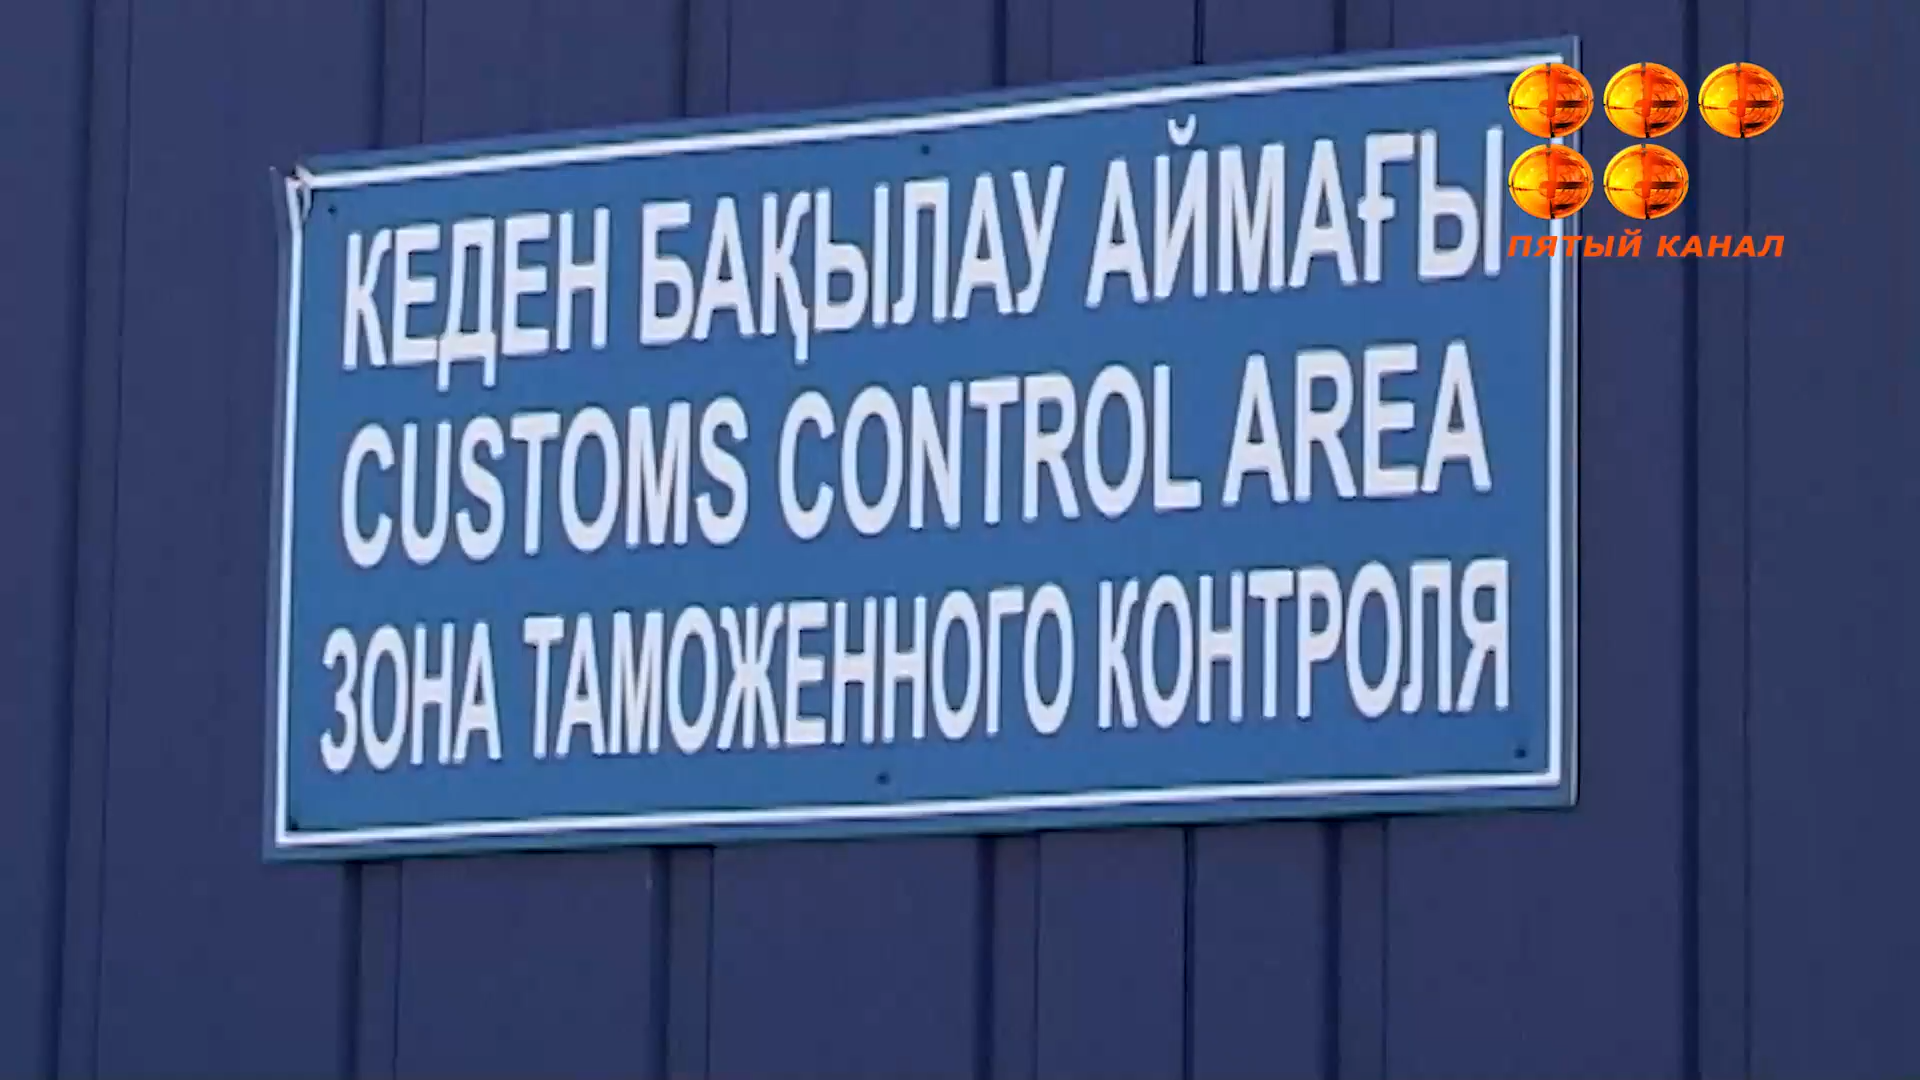 КЕДЕН БАҚЫЛАУ АЙМАҒЫ
CUSTOMS CONTROL AREA
ЗОНА ТАМОЖЕННОГО КОНТРОЛЯ
ПЯТЫЙ КАНАЛ